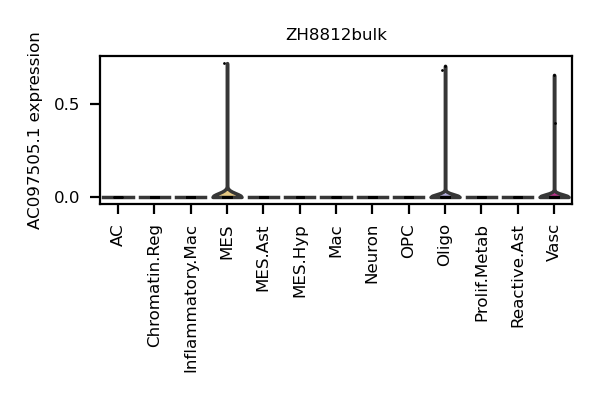 ZH8812bulk
AC097505.1 expression
0.5
0.0
AC
Chromatin.Reg
Inflammatory.Mac
MES
MES.Ast
MES.Hyp
Mac
Neuron
OPC
Oligo
Prolif.Metab
Reactive.Ast
Vasc